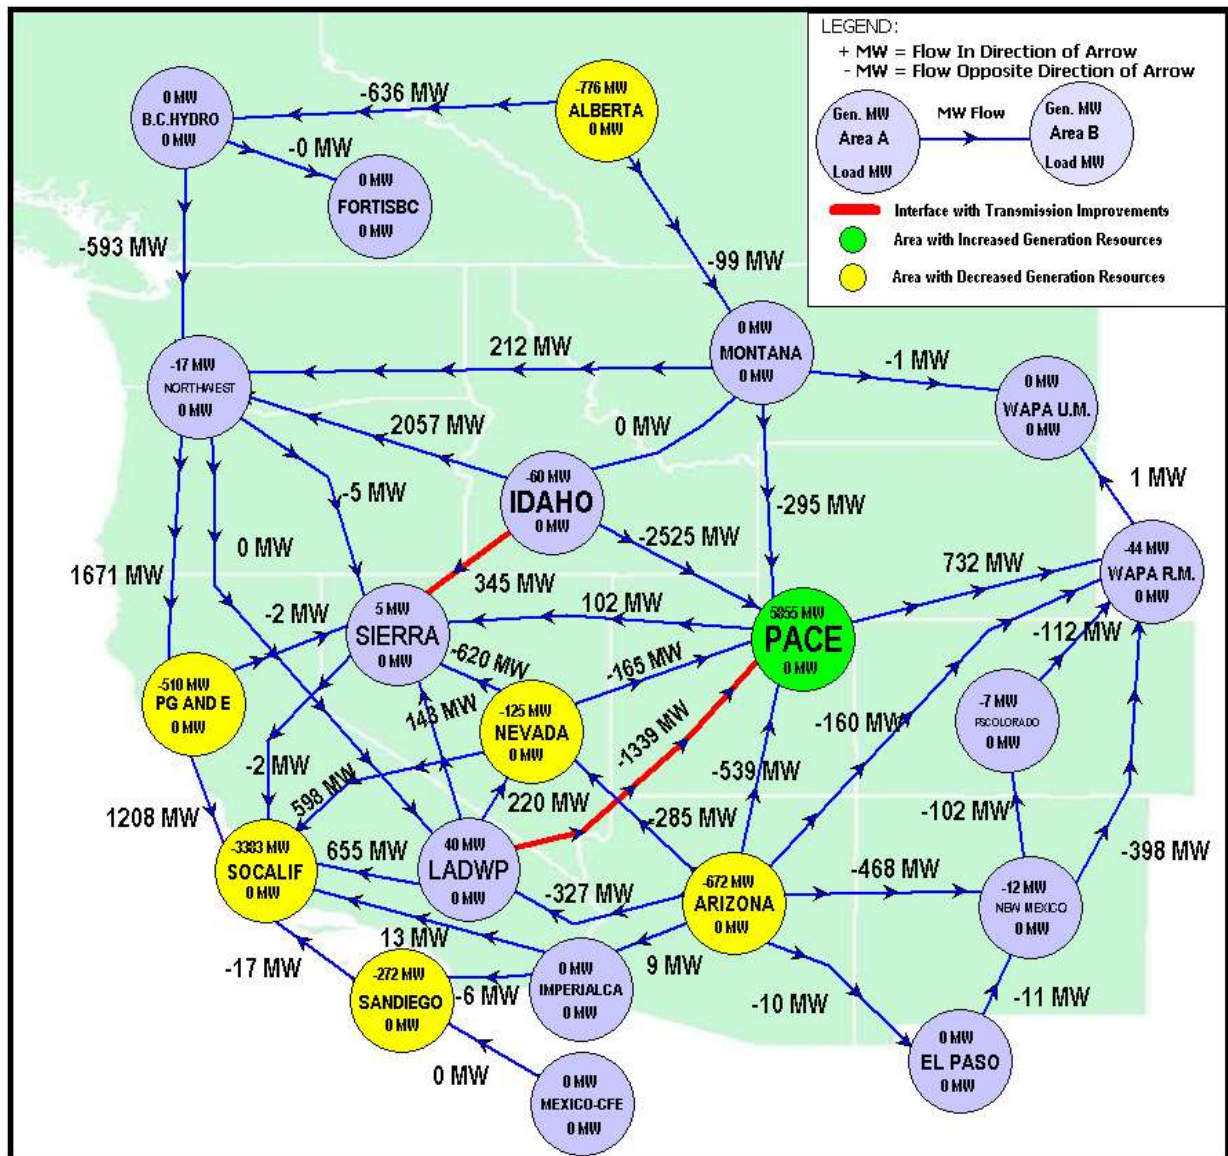 LEGEND:
+ MW = Flow In Direction of Arrow
- MW = Flow Opposite Direction of Arrow
Gen. MW
Area A
Load MW
MW Flow
Gen. MW
Area B
Load MW
Interface with Transmission Improvements
Area with Increased Generation Resources
Area with Decreased Generation Resources
0 MW
B.C.HYDRO
0 MW
-636 MW
-776 MW
ALBERTA
0 MW
-0 MW
0 MW
FORTISBC
0 MW
-593 MW
-99 MW
0 MW
MONTANA
0 MW
212 MW
-1 MW
0 MW
WAPA U.M.
0 MW
-17 MW
NORTHWEST
0 MW
2057 MW
0 MW
-60 MW
IDAHO
0 MW
-5 MW
-295 MW
1 MW
0 MW
-2525 MW
732 MW
-44 MW
WAPA R.M.
0 MW
1671 MW
345 MW
-2 MW
5 MW
SIERRA
0 MW
102 MW
5855 MW
PACE
0 MW
-112 MW
-620 MW
-165 MW
-510 MW
PG AND E
0 MW
143 MW
-125 MW
NEVADA
0 MW
-1339 MW
-160 MW
-7 MW
PSCOLORADO
0 MW
-2 MW
598 MW
-539 MW
1208 MW
220 MW
-285 MW
-102 MW
-3383 MW
SOCALIF
0 MW
655 MW
40 MW
LADWP
0 MW
-327 MW
-672 MW
ARIZONA
0 MW
-468 MW
-12 MW
NEW MEXICO
0 MW
-398 MW
13 MW
9 MW
-17 MW
-272 MW
SANDIEGO
0 MW
-6 MW
0 MW
IMPERIALCA
0 MW
-10 MW
-11 MW
0 MW
EL PASO
0 MW
0 MW
0 MW
MEXICO-CFE
0 MW